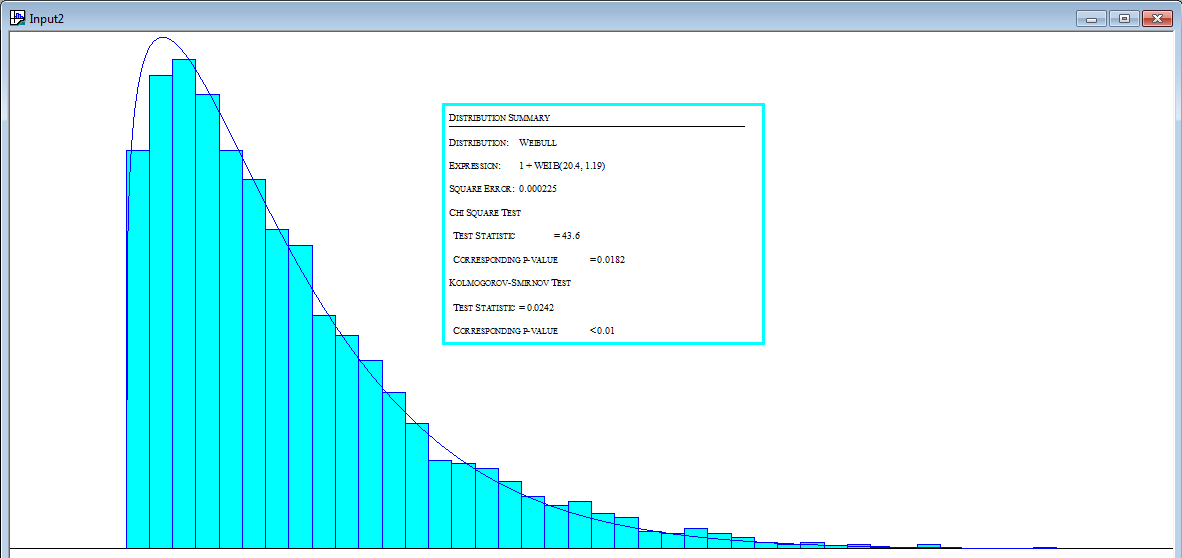 Input2
DISTRIBUTION SUMMARY
DISTRIBUTION: WEIBULL
EXPRESSION: 1 + WEIB(20.4, 1.19)
SQUARE ERROR: 0.000225
CHI SQUARE TEST
TEST STATISTIC = 43.6
CORRESPONDING P-VALUE = 0.0182
KOLMOGOROV-SMIRNOV TEST
TEST STATISTIC = 0.0242
CORRESPONDING P-VALUE < 0.01